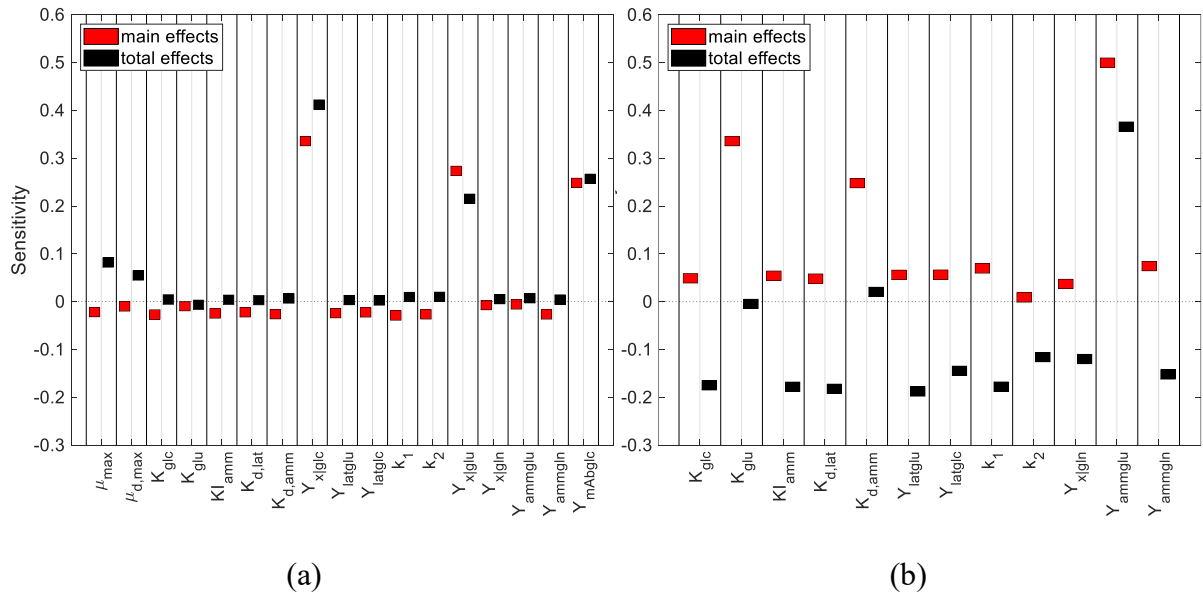 0.6
0.5
0.4
0.3
0.2
0.1
0
-0.1
-0.2
-0.3
Sensitivity
main effects
total effects
μmax
μd,max
Kglc
Kglu
KIamm
Kd,lat
Kd,amm
Yx|glc
Ylatglu
Ylatglc
k1
k2
Yx|glu
Yx|gln
Yammglu
Yammgln
YmAbglc
(a)
0.6
0.5
0.4
0.3
0.2
0.1
0
-0.1
-0.2
-0.3
main effects
total effects
Kglc
Kglu
KIamm
Kd,lat
Kd,amm
Ylatglu
Ylatglc
k1
k2
Yx|gln
Yammglu
Yammgln
(b)